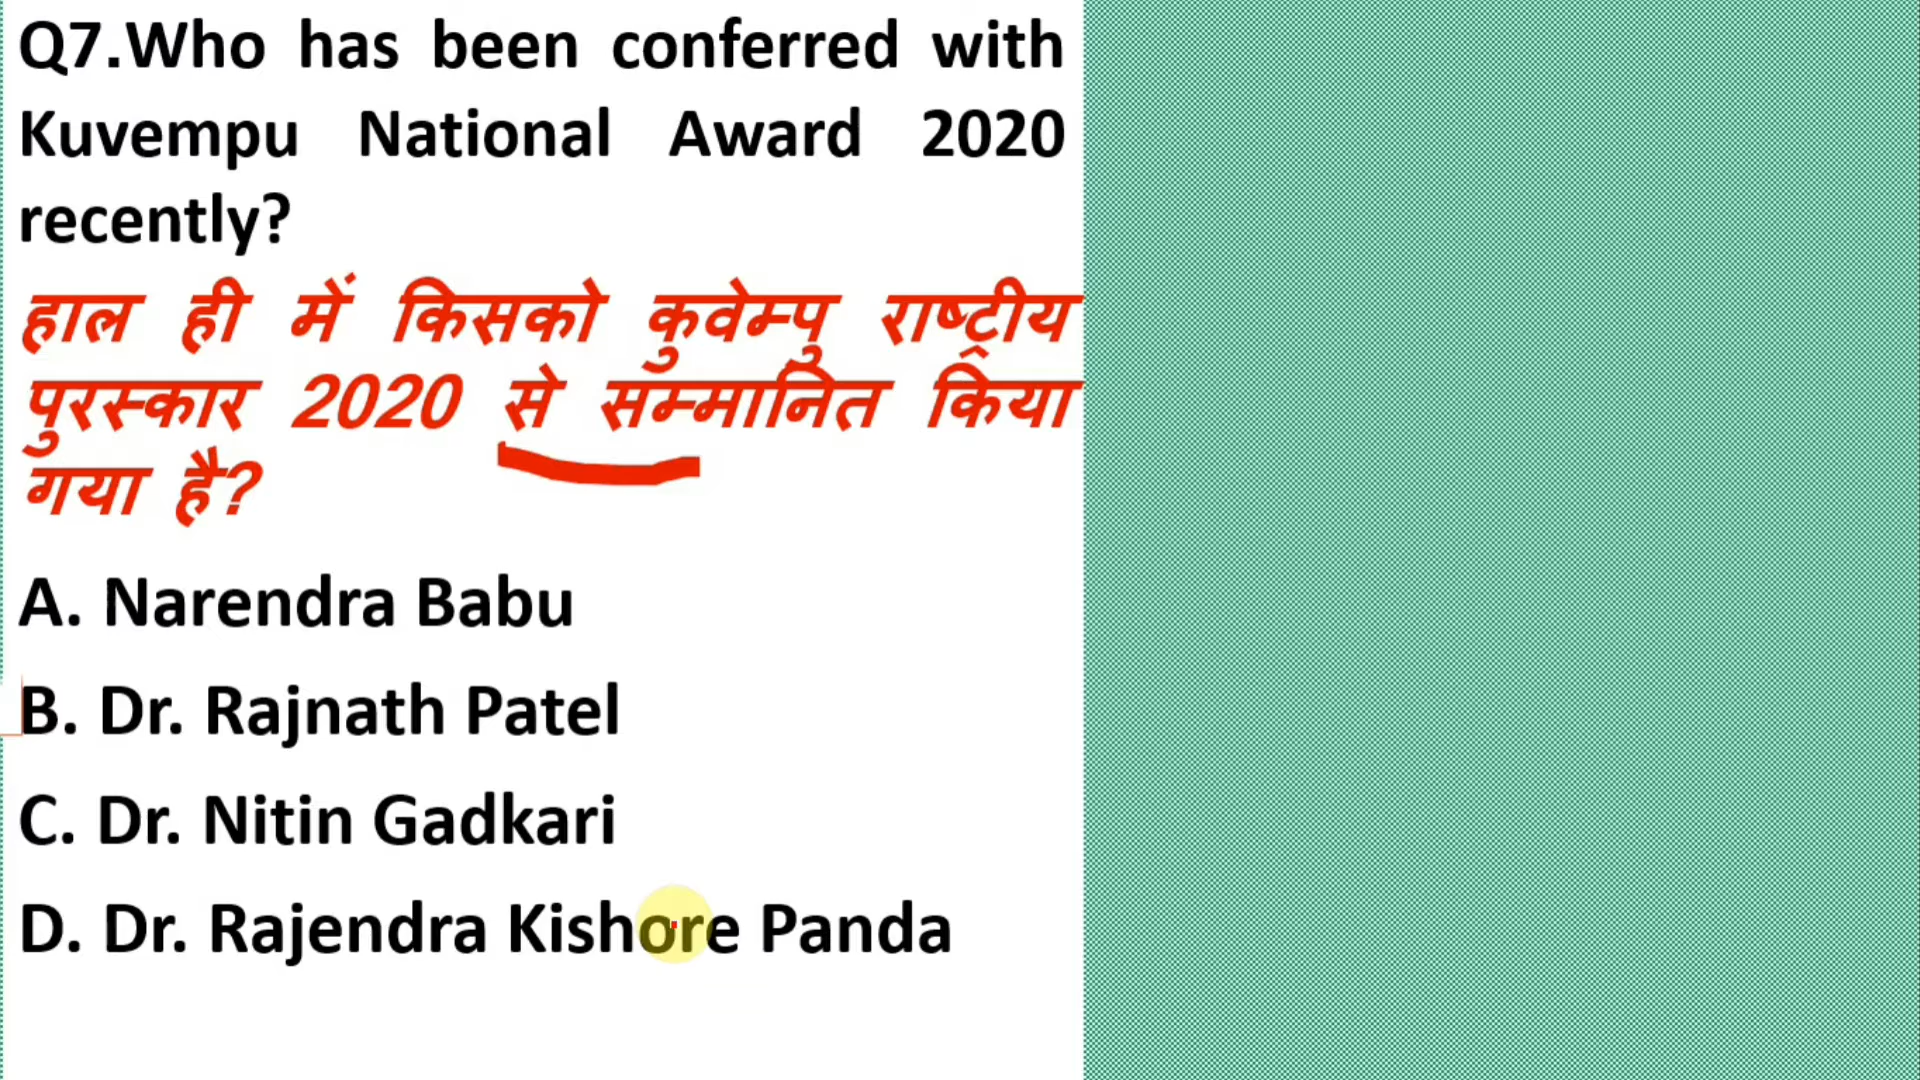 Q7.Who has been conferred with
Kuvempu National Award 2020
recently?
हाल ही में किसको कुवेम्पु राष्ट्रीय
पुरस्कार 2020 से सम्मानित किया
गया है?
A. Narendra Babu
B. Dr. Rajnath Patel
C. Dr. Nitin Gadkari
D. Dr. Rajendra Kishore Panda